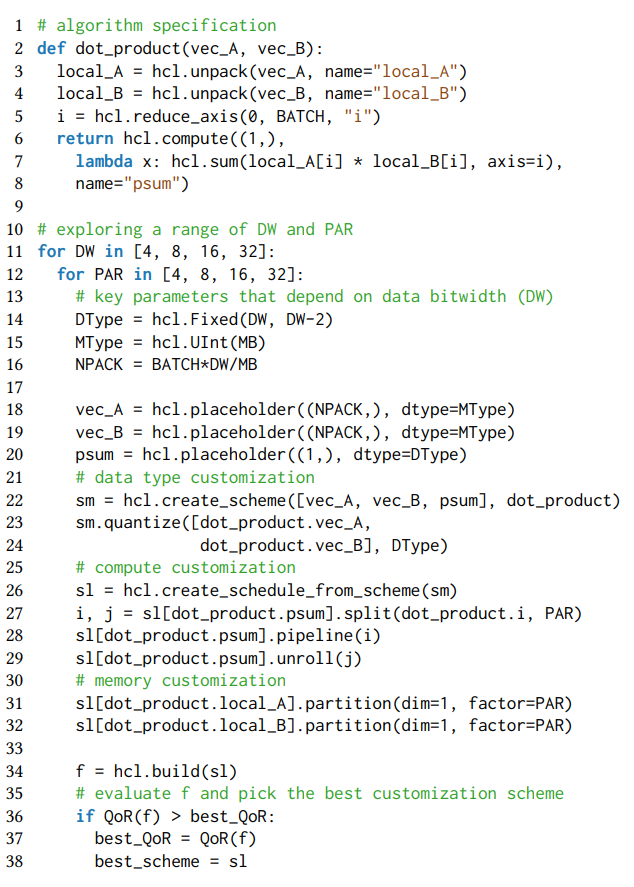 1 # algorithm specification
2 def dot_product(vec_A, vec_B):
3   local_A = hcl.unpack(vec_A, name="local_A")
4   local_B = hcl.unpack(vec_B, name="local_B")
5   i = hcl.reduce_axis(0, BATCH, "i")
6   return hcl.compute((1,),
7     lambda x: hcl.sum(local_A[i] * local_B[i], axis=i),
8     name="psum")
9
10 # exploring a range of DW and PAR
11 for DW in [4, 8, 16, 32]:
12   for PAR in [4, 8, 16, 32]:
13     # key parameters that depend on data bitwidth (DW)
14     DType = hcl.Fixed(DW, DW-2)
15     MType = hcl.UInt(MB)
16     NPACK = BATCH*DW/MB
17
18     vec_A = hcl.placeholder((NPACK,), dtype=MType)
19     vec_B = hcl.placeholder((NPACK,), dtype=MType)
20     psum = hcl.placeholder((1,), dtype=DType)
21     # data type customization
22     sm = hcl.create_scheme([vec_A, vec_B, psum], dot_product)
23     sm.quantize([dot_product.vec_A,
24                  dot_product.vec_B], DType)
25     # compute customization
26     sl = hcl.create_schedule_from_scheme(sm)
27     i, j = sl[dot_product.psum].split(dot_product.i, PAR)
28     sl[dot_product.psum].pipeline(i)
29     sl[dot_product.psum].unroll(j)
30     # memory customization
31     sl[dot_product.local_A].partition(dim=1, factor=PAR)
32     sl[dot_product.local_B].partition(dim=1, factor=PAR)
33
34     f = hcl.build(sl)
35     # evaluate f and pick the best customization scheme
36     if QoR(f) > best_QoR:
37       best_QoR = QoR(f)
38       best_scheme = sl